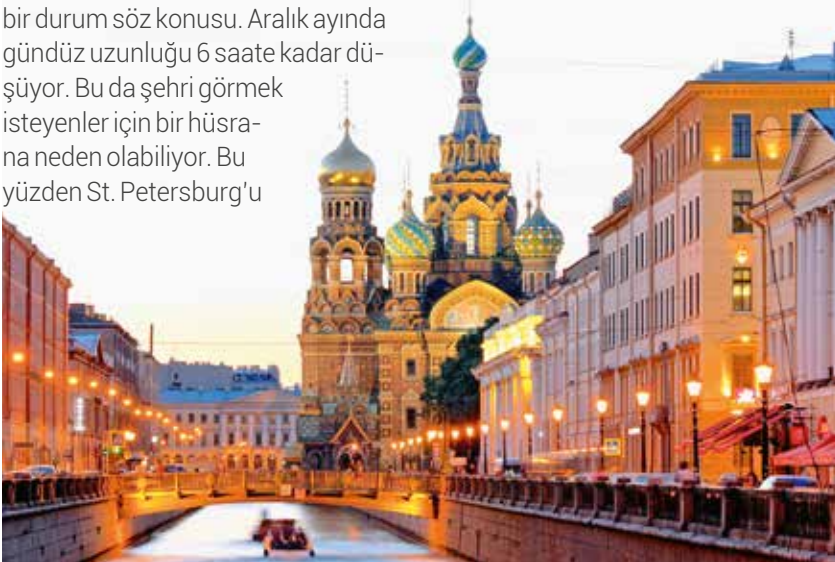 bir durum söz konusu. Aralık ayında
gündüz uzunluğu 6 saate kadar dü-
şüyor. Bu da şehri görmek
isteyenler için bir hüsra-
na neden olabiliyor. Bu
yüzden St. Petersburg'u